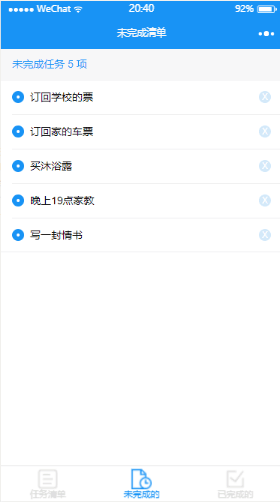 WeChat 20:40 92%
未完成清单
未完成任务 5 项
订回学校的票 X
订回家的车票 X
买沐浴露 X
晚上19点家教 X
写一封情书 X
任务清单 未完成的 已完成的